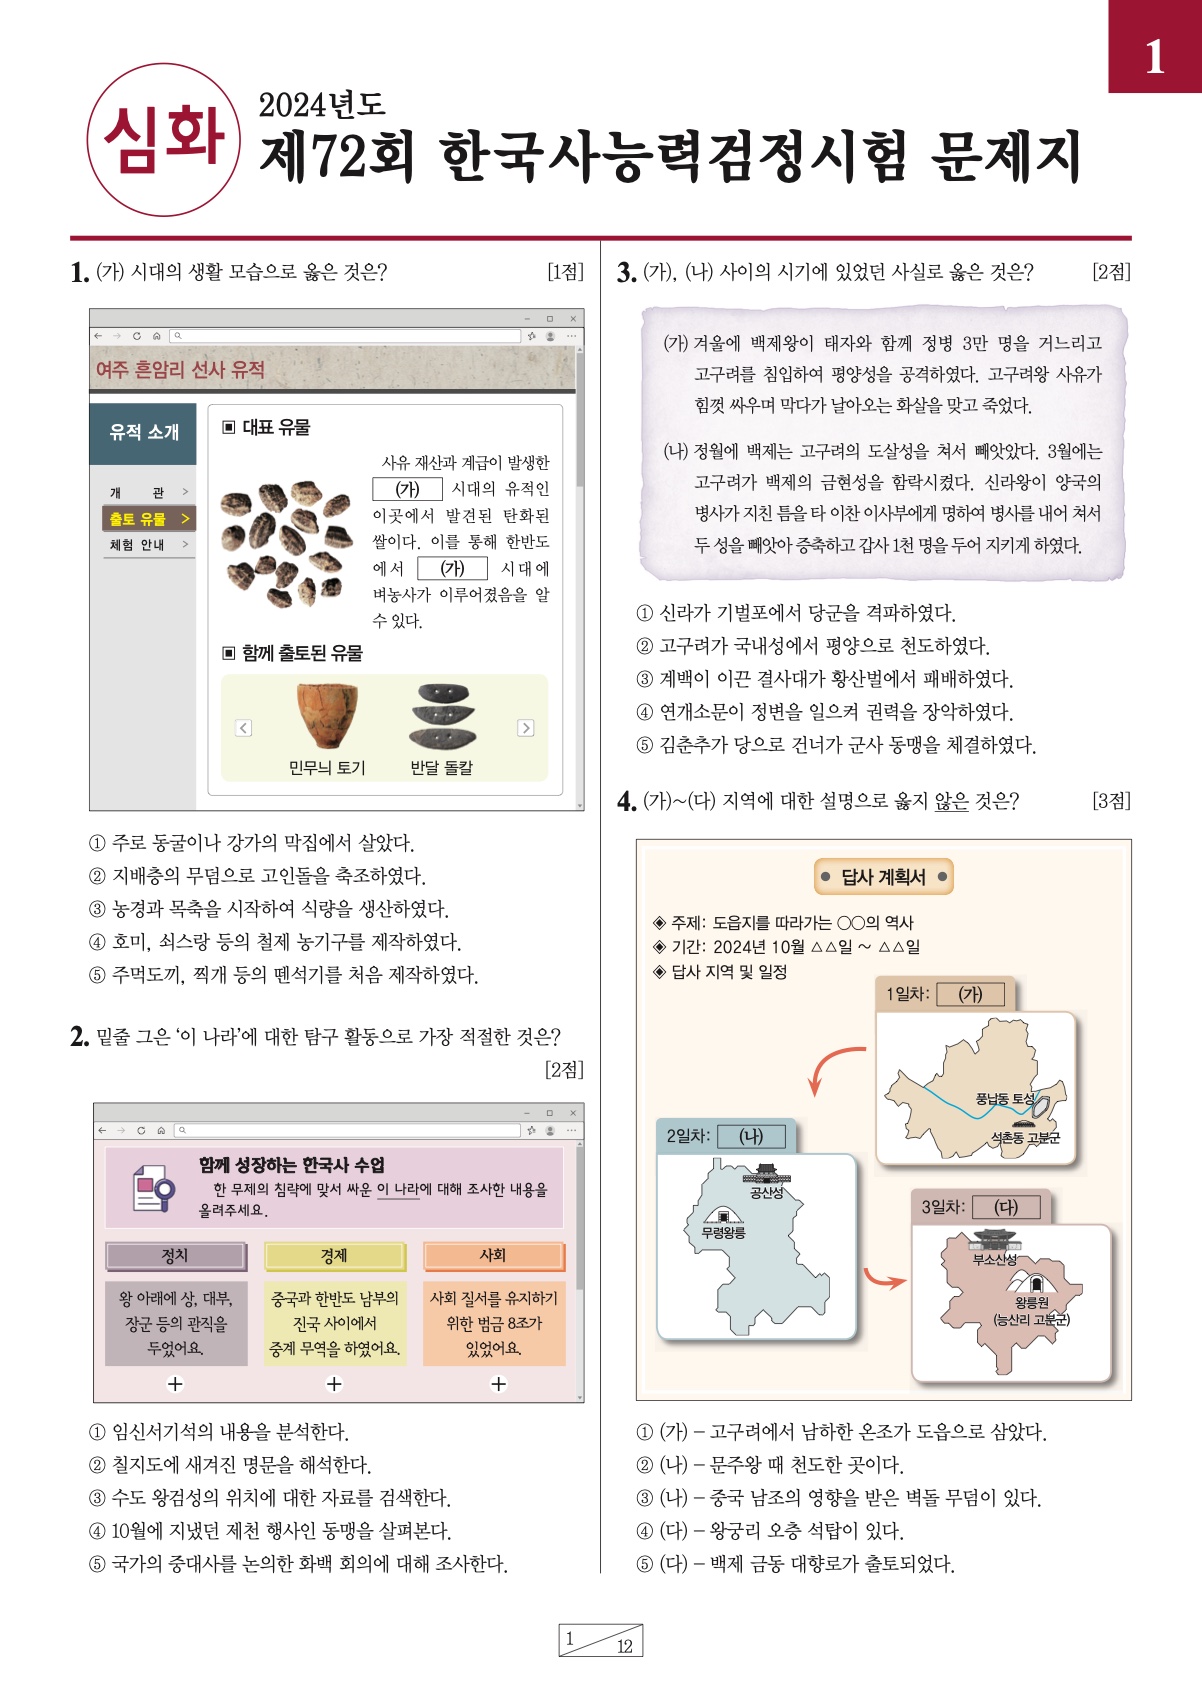 1
심화
2024년도
제72회 한국사능력검정시험 문제지
1. (가) 시대의 생활 모습으로 옳은 것은? [1점]
여주 흔암리 선사 유적
유적 소개
개 관 >
출토 유물 >
체험 안내 >
▣ 대표 유물
사유 재산과 계급이 발생한
(가) 시대의 유적인
이곳에서 발견된 탄화된
쌀이다. 이를 통해 한반도
에서 (가) 시대에
벼농사가 이루어졌음을 알
수 있다.
▣ 함께 출토된 유물
민무늬 토기 반달 돌칼
① 주로 동굴이나 강가의 막집에서 살았다.
② 지배층의 무덤으로 고인돌을 축조하였다.
③ 농경과 목축을 시작하여 식량을 생산하였다.
④ 호미, 쇠스랑 등의 철제 농기구를 제작하였다.
⑤ 주먹도끼, 찍개 등의 뗀석기를 처음 제작하였다.
2. 밑줄 그은 ‘이 나라’에 대한 탐구 활동으로 가장 적절한 것은?
[2점]
함께 성장하는 한국사 수업
한 무제의 침략에 맞서 싸운 이 나라에 대해 조사한 내용을
올려주세요.
정치 경제 사회
왕 아래에 상, 대부, 중국과 한반도 남부의 사회 질서를 유지하기
장군 등의 관직을 진국 사이에서 위한 범금 8조가
두었어요. 중계 무역을 하였어요. 있었어요.
+ + +
① 임신서기석의 내용을 분석한다.
② 칠지도에 새겨진 명문을 해석한다.
③ 수도 왕검성의 위치에 대한 자료를 검색한다.
④ 10월에 지냈던 제천 행사인 동맹을 살펴본다.
⑤ 국가의 중대사를 논의한 화백 회의에 대해 조사한다.
3. (가), (나) 사이의 시기에 있었던 사실로 옳은 것은? [2점]
(가) 겨울에 백제왕이 태자와 함께 정병 3만 명을 거느리고
고구려를 침입하여 평양성을 공격하였다. 고구려왕 사유가
힘껏 싸우며 막다가 날아오는 화살을 맞고 죽었다.
(나) 정월에 백제는 고구려의 도살성을 쳐서 빼앗았다. 3월에는
고구려가 백제의 금현성을 함락시켰다. 신라왕이 양국의
병사가 지친 틈을 타 이찬 이사부에게 명하여 병사를 내어 쳐서
두 성을 빼앗아 증축하고 갑사 1천 명을 두어 지키게 하였다.
① 신라가 기벌포에서 당군을 격파하였다.
② 고구려가 국내성에서 평양으로 천도하였다.
③ 계백이 이끈 결사대가 황산벌에서 패배하였다.
④ 연개소문이 정변을 일으켜 권력을 장악하였다.
⑤ 김춘추가 당으로 건너가 군사 동맹을 체결하였다.
4. (가)~(다) 지역에 대한 설명으로 옳지 않은 것은? [3점]
답사 계획서
◈ 주제: 도읍지를 따라가는 ○○의 역사
◈ 기간: 2024년 10월 △△일 ~ △△일
◈ 답사 지역 및 일정
1일차: (가)
풍납동 토성
석촌동 고분군
2일차: (나)
공산성
무령왕릉
3일차: (다)
부소산성
왕릉원
(능산리 고분군)
① (가) – 고구려에서 남하한 온조가 도읍으로 삼았다.
② (나) – 문주왕 때 천도한 곳이다.
③ (나) – 중국 남조의 영향을 받은 벽돌 무덤이 있다.
④ (다) – 왕궁리 오층 석탑이 있다.
⑤ (다) – 백제 금동 대향로가 출토되었다.
1 12